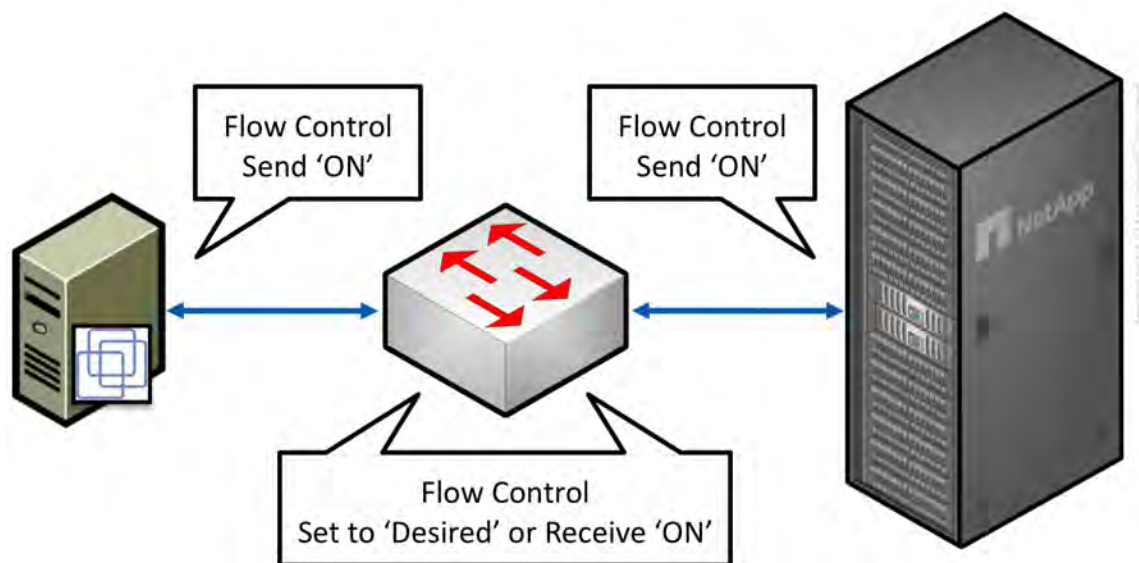 Flow Control
Send ‘ON’
Flow Control
Send ‘ON’
NetApp
Flow Control
Set to ‘Desired’ or Receive ‘ON’